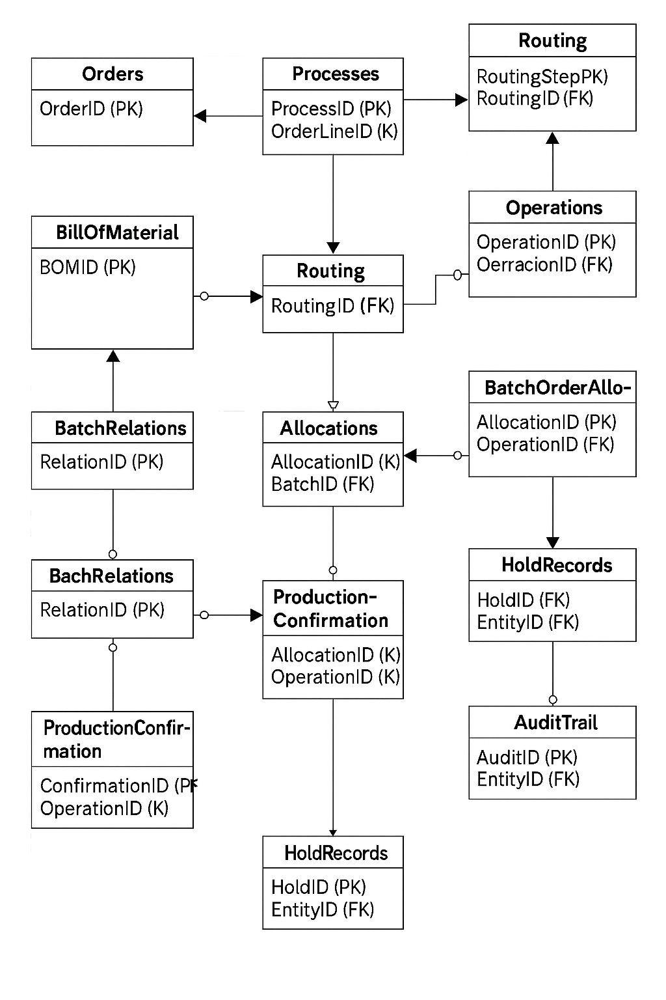 Orders
OrderID (PK)
Processes
ProcessID (PK)
OrderLineID (K)
Routing
RoutingStepPK)
RoutingID (FK)
BillOfMaterial
BOMID (PK)
Routing
RoutingID (FK)
Operations
OperationID (PK)
OerracionID (FK)
BatchRelations
RelationID (PK)
Allocations
AllocationID (K)
BatchID (FK)
BatchOrderAllo-
AllocationID (PK)
OperationID (FK)
BachRelations
RelationID (PK)
Production-
Confirmation
AllocationID (K)
OperationID (K)
HoldRecords
HoldID (FK)
EntityID (FK)
ProductionConfir-
mation
ConfirmationID (PK
OperationID (K)
HoldRecords
HoldID (PK)
EntityID (FK)
AuditTrail
AuditID (PK)
EntityID (FK)